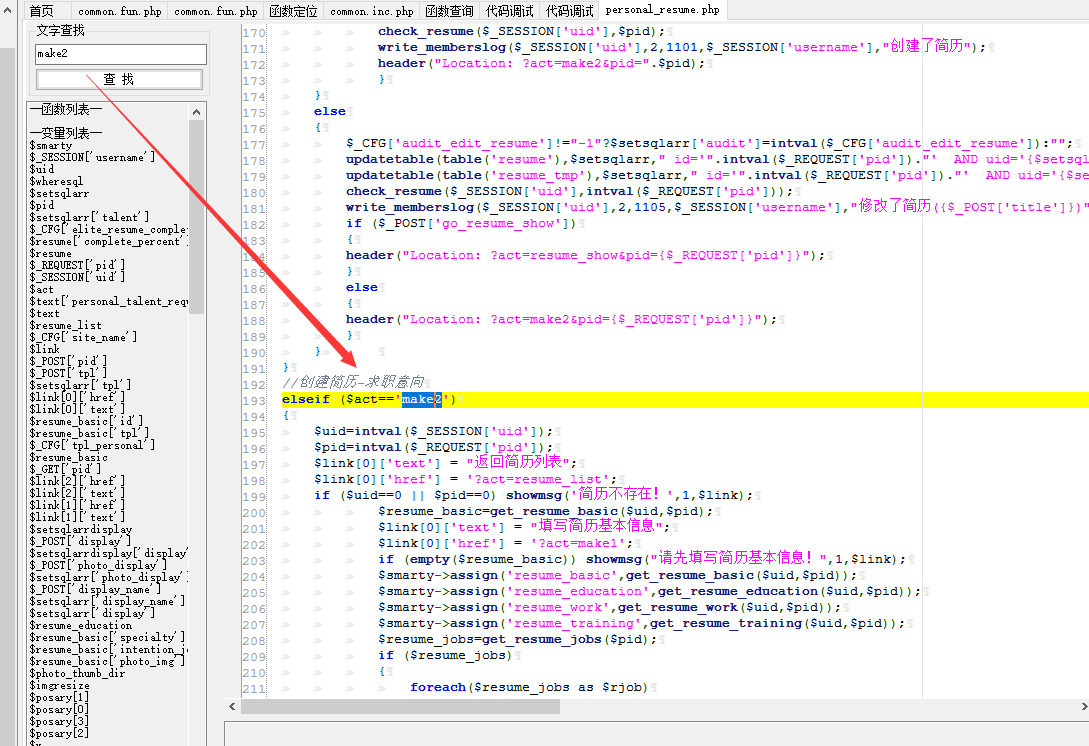 首页 common.fun.php common.fun.php 函数定位 common.inc.php 函数查询 代码调试 代码调试 personal_resume.php
文字查找
make2
查 找
—函数列表—
—变量列表—
$smarty
$_SESSION['username']
$uid
$wheresql
$setsqlarr
$pid
$setsqlarr['talent']
$_CFG['elite_resume_comple
$resume['complete_percent'
$resume
$_REQUEST['pid']
$_SESSION['uid']
$act
$text['personal_talent_requ
$text
$resume_list
$_CFG['site_name']
$link
$_POST['pid']
$_POST['tpl']
$setsqlarr['tpl']
$link[0]['href']
$link[0]['text']
$resume_basic['id']
$resume_basic['tpl']
$_CFG['tpl_personal']
$resume_basic
$_GET['pid']
$link[2]['href']
$link[2]['text']
$link[1]['href']
$link[1]['text']
$setsqlarrdisplay
$_POST['display']
$setsqlarrdisplay['display'
$_POST['photo_display']
$setsqlarr['photo_display'
$_POST['display_name']
$setsqlarr['display_name']
$setsqlarr['display']
$resume_education
$resume_basic['specialty']
$resume_basic['intention_j
$resume_basic['photo_img']
$photo_thumb_dir
$imgresize
$posary[1]
$posary[0]
$posary[3]
$posary[2]
170 check_resume($_SESSION['uid'],$pid);
171 write_memberslog($_SESSION['uid'],2,1101,$_SESSION['username'],"创建了简历");
172 header("Location: ?act=make2&pid=".$pid);
173 }
174 }
175 else
176 {
177 $_CFG['audit_edit_resume']!="-1"?$setsqlarr['audit']=intval($_CFG['audit_edit_resume']):"";
178 updatetable(table('resume'),$setsqlarr," id='".intval($_REQUEST['pid'])."' AND uid='{$setsql
179 updatetable(table('resume_tmp'),$setsqlarr," id='".intval($_REQUEST['pid'])."' AND uid='{$se
180 check_resume($_SESSION['uid'],intval($_REQUEST['pid']));
181 write_memberslog($_SESSION['uid'],2,1105,$_SESSION['username'],"修改了简历({$_POST['title']})"
182 if ($_POST['go_resume_show'])
183 {
184 header("Location: ?act=resume_show&pid={$_REQUEST['pid']}");
185 }
186 else
187 {
188 header("Location: ?act=make2&pid={$_REQUEST['pid']}");
189 }
190 }
191 }
192 //创建简历-求职意向
193 elseif ($act=='make2')
194 {
195 $uid=intval($_SESSION['uid']);
196 $pid=intval($_REQUEST['pid']);
197 $link[0]['text'] = "返回简历列表";
198 $link[0]['href'] = '?act=resume_list';
199 if ($uid==0 || $pid==0) showmsg('简历不存在！',1,$link);
200 $resume_basic=get_resume_basic($uid,$pid);
201 $link[0]['text'] = "填写简历基本信息";
202 $link[0]['href'] = '?act=make1';
203 if (empty($resume_basic)) showmsg("请先填写简历基本信息！",1,$link);
204 $smarty->assign('resume_basic',get_resume_basic($uid,$pid));
205 $smarty->assign('resume_education',get_resume_education($uid,$pid));
206 $smarty->assign('resume_work',get_resume_work($uid,$pid));
207 $smarty->assign('resume_training',get_resume_training($uid,$pid));
208 $resume_jobs=get_resume_jobs($pid);
209 if ($resume_jobs)
210 {
211 foreach($resume_jobs as $rjob)